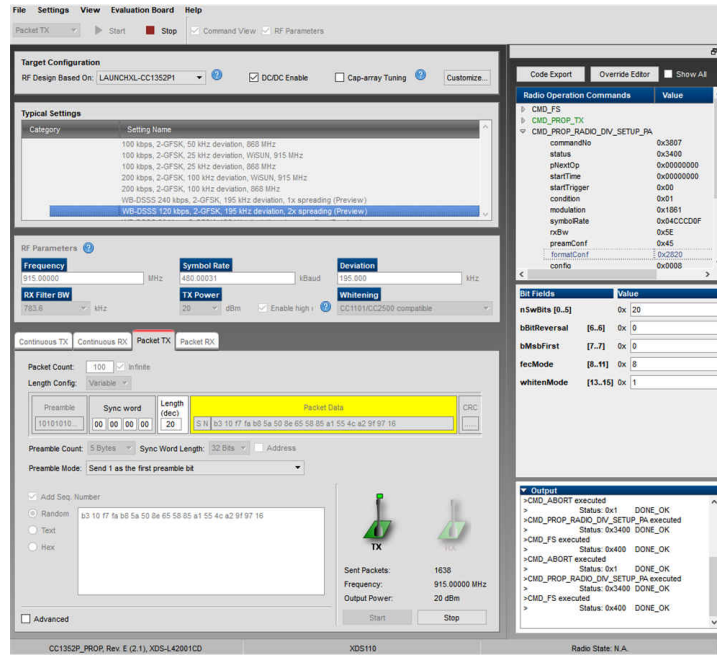 File Settings View Evaluation Board Help
Packet TX Start Stop Command View RF Parameters
Target Configuration
RF Design Based On: LAUNCHXL-CC1352P1 DC/DC Enable Cap-array Tuning Customize...
Typical Settings
Category Setting Name
100 kbps, 2-GFSK, 50 kHz deviation, 868 MHz
100 kbps, 2-GFSK, 25 kHz deviation, WiSUN, 915 MHz
100 kbps, 2-GFSK, 25 kHz deviation, 868 MHz
200 kbps, 2-GFSK, 100 kHz deviation, WiSUN, 915 MHz
200 kbps, 2-GFSK, 100 kHz deviation, 868 MHz
WB-DSSS 240 kbps, 2-GFSK, 195 kHz deviation, 1x spreading (Preview)
WB-DSSS 120 kbps, 2-GFSK, 195 kHz deviation, 2x spreading (Preview)
RF Parameters
Frequency Symbol Rate Deviation
915.00000 MHz 480.00031 kBaud 195.000 kHz
RX Filter BW TX Power Whitening
783.6 kHz 20 dBm Enable high CC1101/CC2500 compatible
Continuous TX Continuous RX Packet TX Packet RX
Packet Count: 100 Infinite
Length Config: Variable
Preamble Sync word Length (dec) Packet Data CRC
10101010... 00 00 00 00 20 S N b3 10 f7 fa b8 5a 50 8e 65 58 85 a1 55 4c a2 9f 97 16 ....
Preamble Count: 5 Bytes Sync Word Length: 32 Bits Address
Preamble Mode: Send 1 as the first preamble bit
Add Seq. Number
Random b3 10 f7 fa b8 5a 50 8e 65 58 85 a1 55 4c a2 9f 97 16
Text
Hex
TX RX
Sent Packets: 1638
Frequency: 915.00000 MHz
Output Power: 20 dBm
Start Stop
Advanced
Code Export Override Editor Show All
Radio Operation Commands Value
CMD_FS
CMD_PROP_TX
CMD_PROP_RADIO_DIV_SETUP_PA
commandNo 0x3807
status 0x3400
pNextOp 0x00000000
startTime 0x00000000
startTrigger 0x00
condition 0x01
modulation 0x1861
symbolRate 0x04CCCD0F
rxBw 0x5E
preamConf 0x45
formatConf 0x2820
config 0x0008
Bit Fields Value
nSwBits [0..5] 0x 20
bBitReversal [6..6] 0x 0
bMsbFirst [7..7] 0x 0
fecMode [8..11] 0x 8
whitenMode [13..15] 0x 1
Output
>CMD_ABORT executed
> Status: 0x1 DONE_OK
>CMD_PROP_RADIO_DIV_SETUP_PA executed
> Status: 0x3400 DONE_OK
>CMD_FS executed
> Status: 0x400 DONE_OK
>CMD_ABORT executed
> Status: 0x1 DONE_OK
>CMD_PROP_RADIO_DIV_SETUP_PA executed
> Status: 0x3400 DONE_OK
>CMD_FS executed
> Status: 0x400 DONE_OK
CC1352P_PROP, Rev. E (2.1), XDS-L42001CD XDS110 Radio State: N.A.